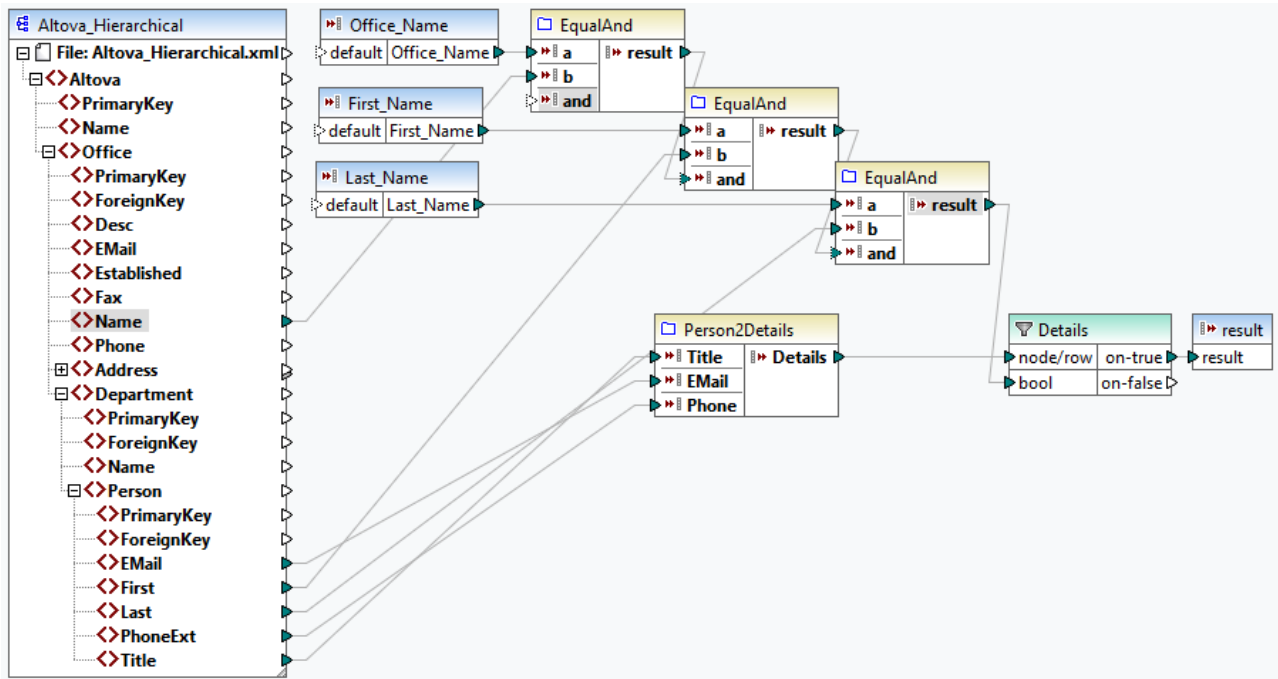 Altova_Hierarchical
File: Altova_Hierarchical.xml
Altova
PrimaryKey
Name
Office
PrimaryKey
ForeignKey
Desc
EMail
Established
Fax
Name
Phone
Address
Department
PrimaryKey
ForeignKey
Name
Person
PrimaryKey
ForeignKey
EMail
First
Last
PhoneExt
Title
Office_Name
default Office_Name
First_Name
default First_Name
Last_Name
default Last_Name
EqualAnd
a result
b
and
EqualAnd
a result
b
and
EqualAnd
a result
b
and
Person2Details
Title Details
EMail
Phone
Details
node/row on-true
bool on-false
result
result